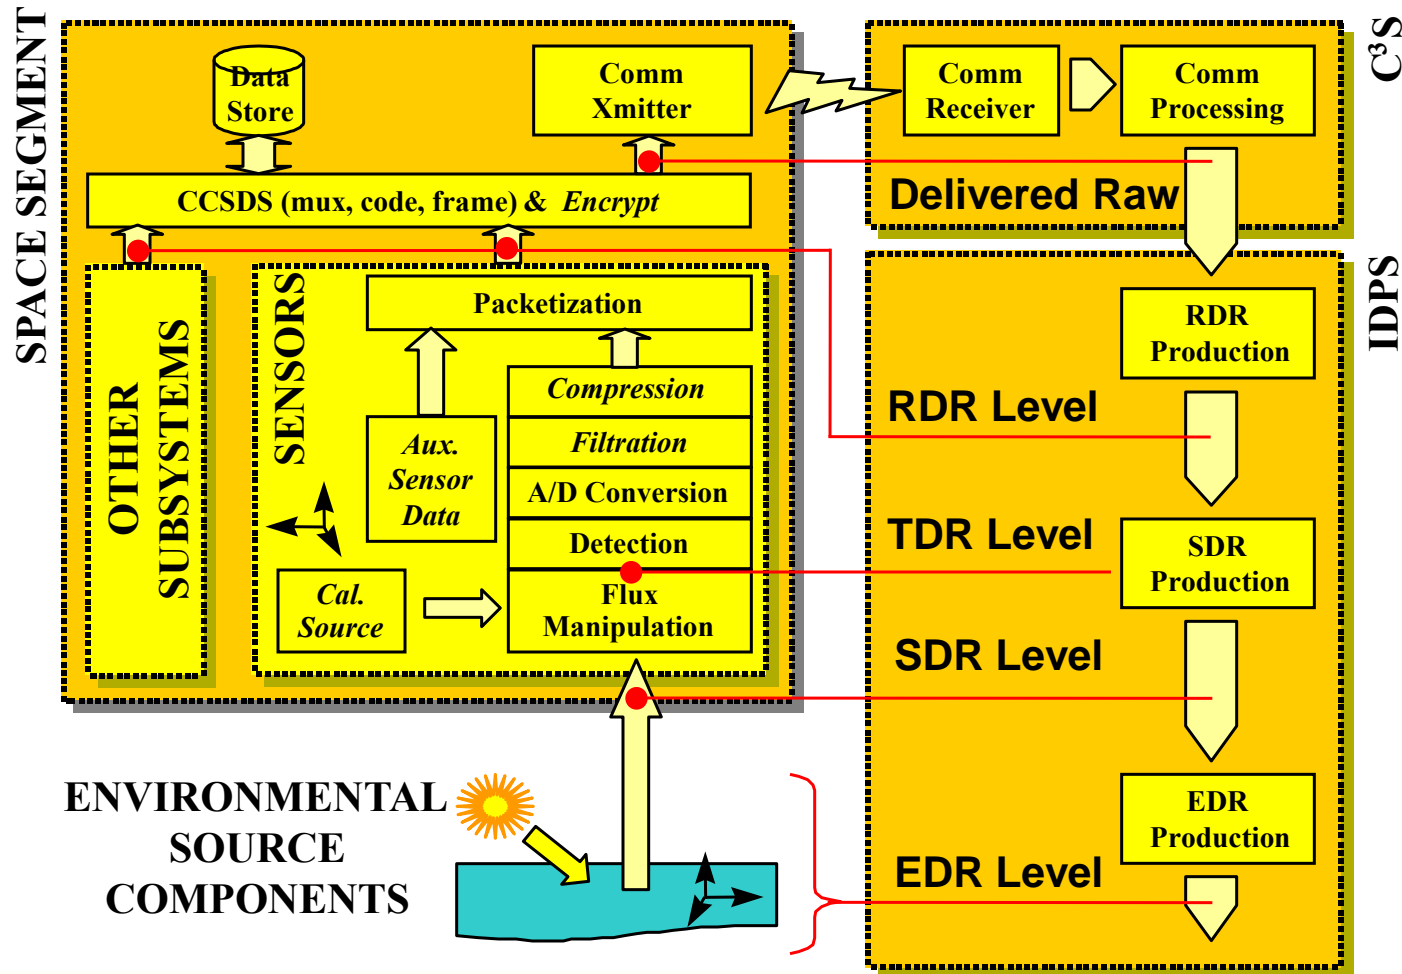 SPACE SEGMENT
Data
Store
Comm
Xmitter
CCSDS (mux, code, frame) & Encrypt
OTHER
SUBSYSTEMS
SENSORS
Packetization
Compression
Filtration
A/D Conversion
Detection
Flux
Manipulation
Aux.
Sensor
Data
Cal.
Source
ENVIRONMENTAL
SOURCE
COMPONENTS
C³S
Comm
Receiver
Comm
Processing
Delivered Raw
IDPS
RDR
Production
RDR Level
TDR Level
SDR
Production
SDR Level
EDR
Production
EDR Level